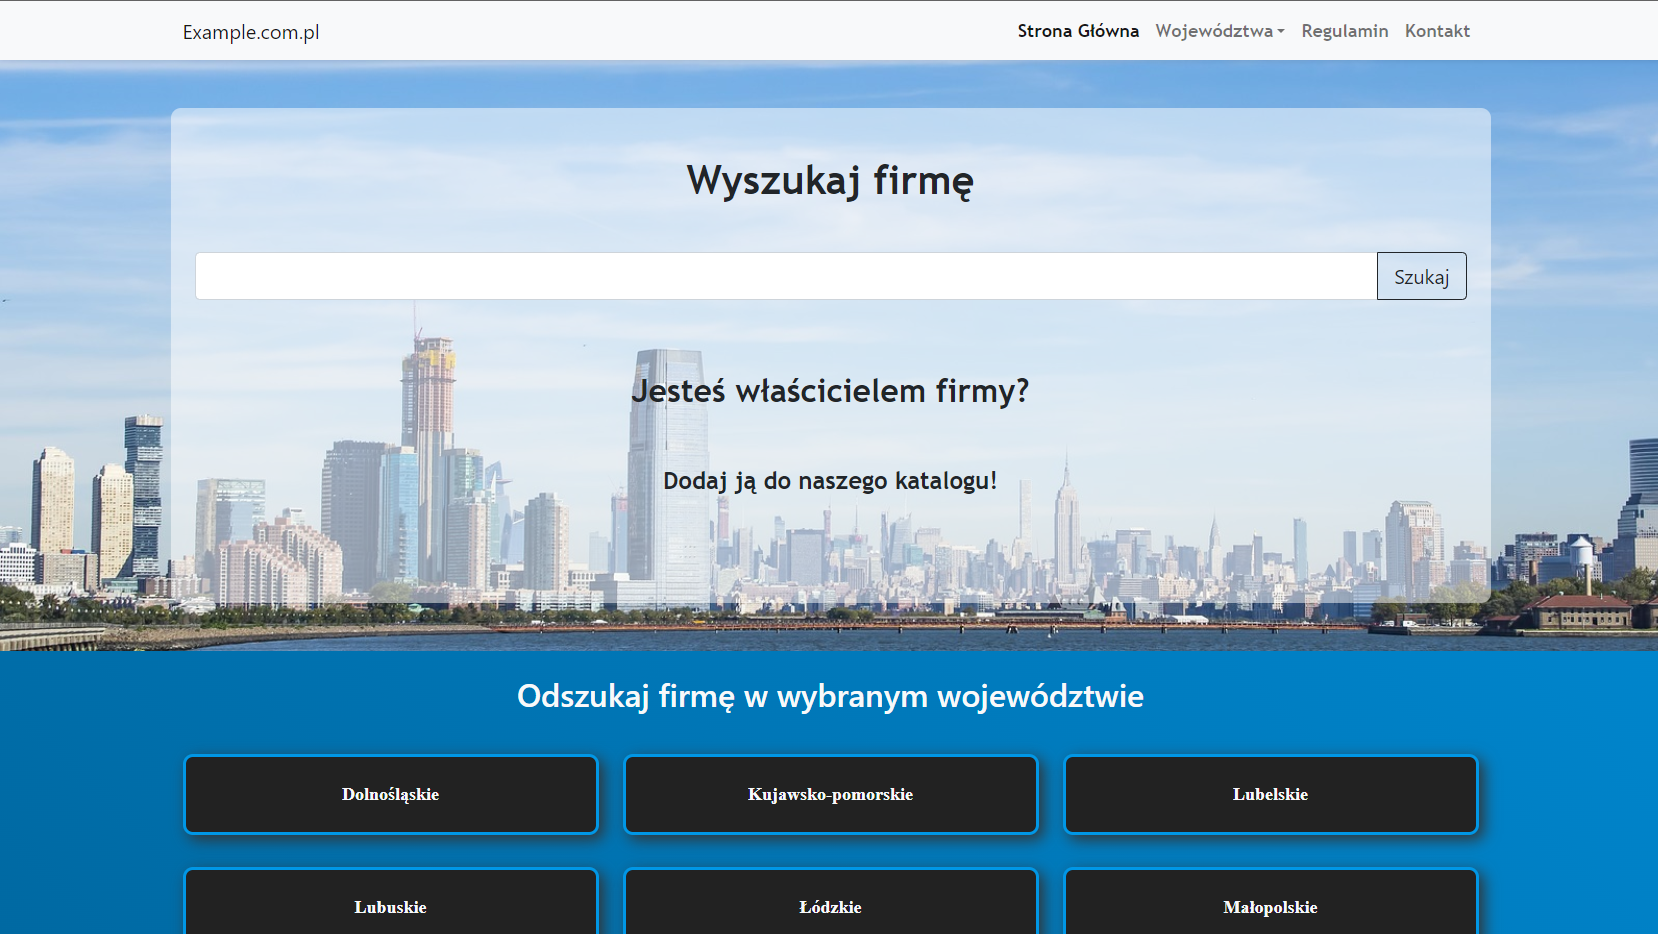 Example.com.pl
Strona Główna Województwa Regulamin Kontakt
Wyszukaj firmę
Szukaj
Jesteś właścicielem firmy?
Dodaj ją do naszego katalogu!
Odszukaj firmę w wybranym województwie
Dolnośląskie Kujawsko-pomorskie Lubelskie
Lubuskie Łódzkie Małopolskie